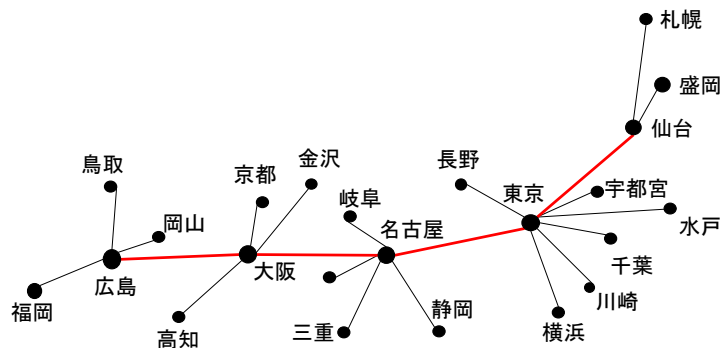 札幌
盛岡
仙台
長野
東京
宇都宮
水戸
千葉
川崎
横浜
金沢
京都
鳥取
岐阜
名古屋
岡山
大阪
広島
福岡
高知
三重
静岡